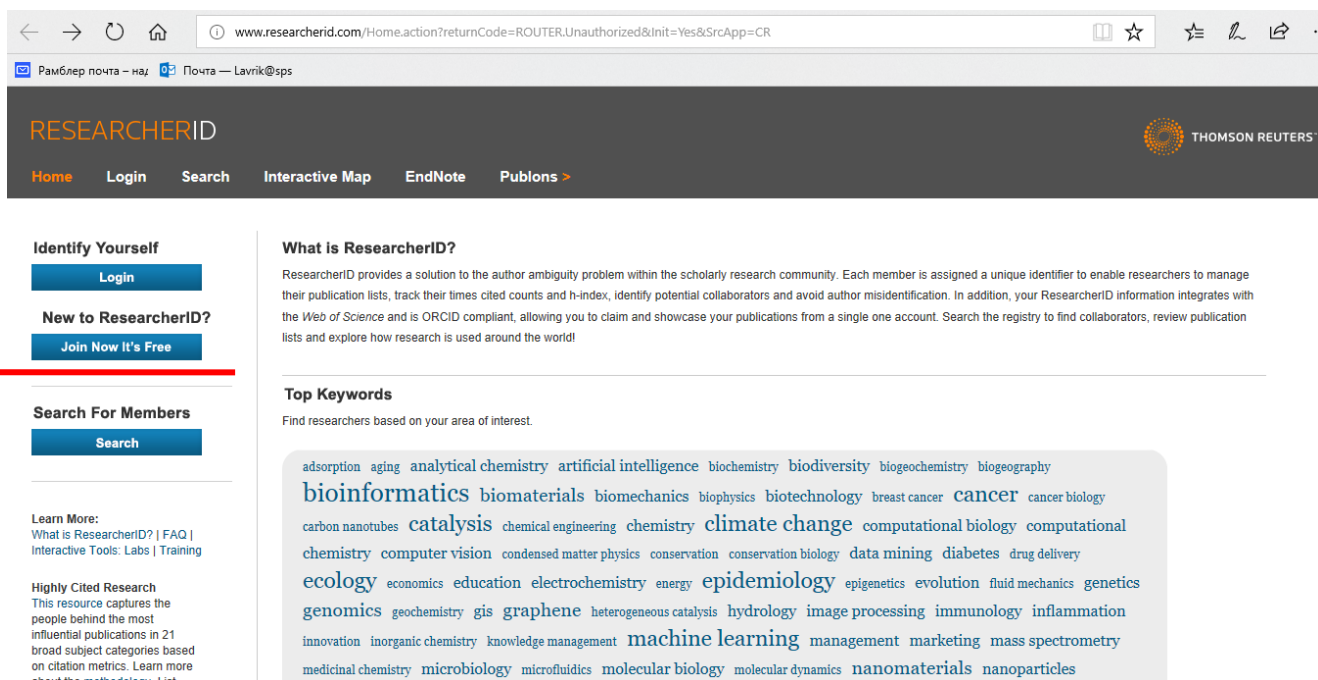 www.researcherid.com/Home.action?returnCode=ROUTER.Unauthorized&Init=Yes&SrcApp=CR
Рамблер почта – над Почта — Lavrik@sps
RESEARCHERID
THOMSON REUTERS
Home Login Search Interactive Map EndNote Publons >
Identify Yourself
Login
New to ResearcherID?
Join Now It's Free
Search For Members
Search
Learn More:
What is ResearcherID? | FAQ |
Interactive Tools: Labs | Training
Highly Cited Research
This resource captures the
people behind the most
influential publications in 21
broad subject categories based
on citation metrics. Learn more
about the methodology. List
What is ResearcherID?
ResearcherID provides a solution to the author ambiguity problem within the scholarly research community. Each member is assigned a unique identifier to enable researchers to manage
their publication lists, track their times cited counts and h-index, identify potential collaborators and avoid author misidentification. In addition, your ResearcherID information integrates with
the Web of Science and is ORCID compliant, allowing you to claim and showcase your publications from a single one account. Search the registry to find collaborators, review publication
lists and explore how research is used around the world!
Top Keywords
Find researchers based on your area of interest.
adsorption aging analytical chemistry artificial intelligence biochemistry biodiversity biogeochemistry biogeography
bioinformatics biomaterials biomechanics biophysics biotechnology breast cancer cancer cancer biology
carbon nanotubes catalysis chemical engineering chemistry climate change computational biology computational
chemistry computer vision condensed matter physics conservation conservation biology data mining diabetes drug delivery
ecology economics education electrochemistry energy epidemiology epigenetics evolution fluid mechanics genetics
genomics geochemistry gis graphene heterogeneous catalysis hydrology image processing immunology inflammation
innovation inorganic chemistry knowledge management machine learning management marketing mass spectrometry
medicinal chemistry microbiology microfluidics molecular biology molecular dynamics nanomaterials nanoparticles